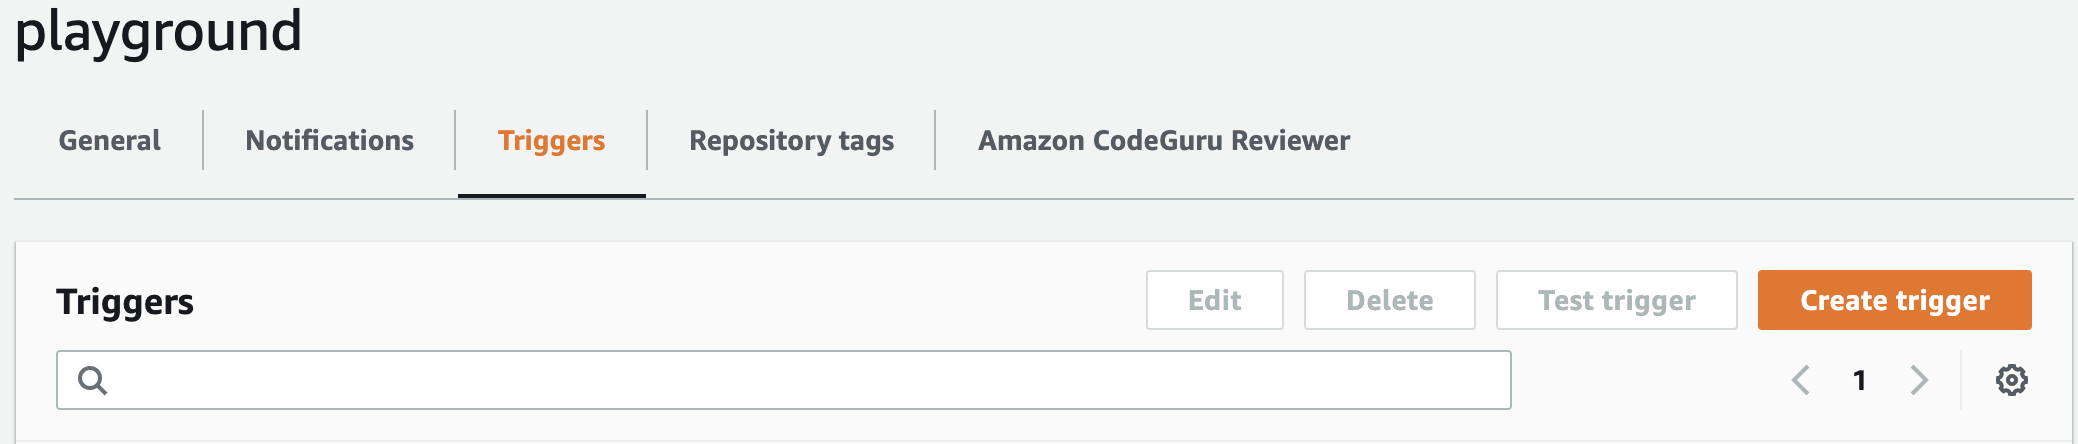 playground
General Notifications Triggers Repository tags Amazon CodeGuru Reviewer
Triggers Edit Delete Test trigger Create trigger
1